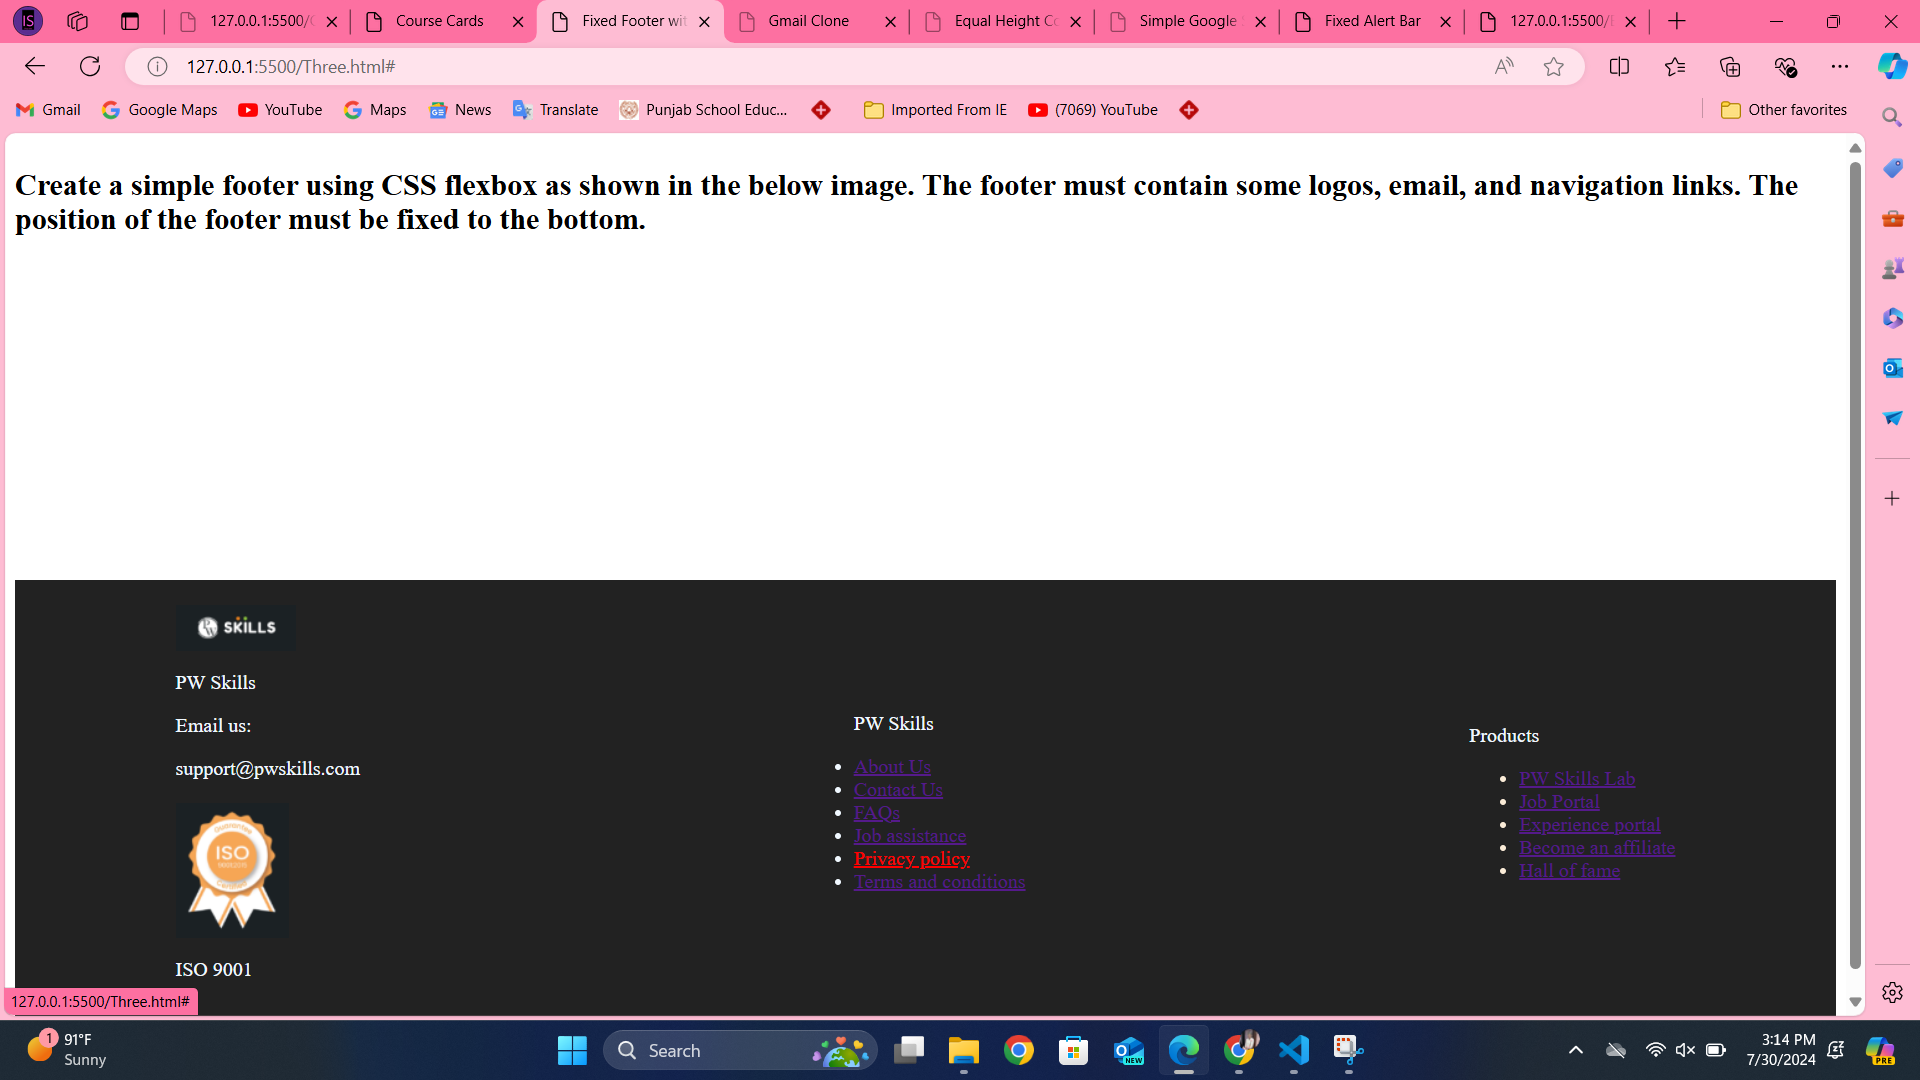 127.0.0.1:5500/
Course Cards
Fixed Footer wit
Gmail Clone
Equal Height Co
Simple Google
Fixed Alert Bar
127.0.0.1:5500/
127.0.0.1:5500/Three.html#
Gmail
Google Maps
YouTube
Maps
News
Translate
Punjab School Educ...
Imported From IE
(7069) YouTube
Other favorites
Create a simple footer using CSS flexbox as shown in the below image. The footer must contain some logos, email, and navigation links. The
position of the footer must be fixed to the bottom.
SKILLS
PW Skills
Email us:
support@pwskills.com
ISO
ISO 9001
PW Skills
About Us
Contact Us
FAQs
Job assistance
Privacy policy
Terms and conditions
Products
PW Skills Lab
Job Portal
Experience portal
Become an affiliate
Hall of fame
127.0.0.1:5500/Three.html#
1
91°F
Sunny
Search
NEW
3:14 PM
7/30/2024
PRE